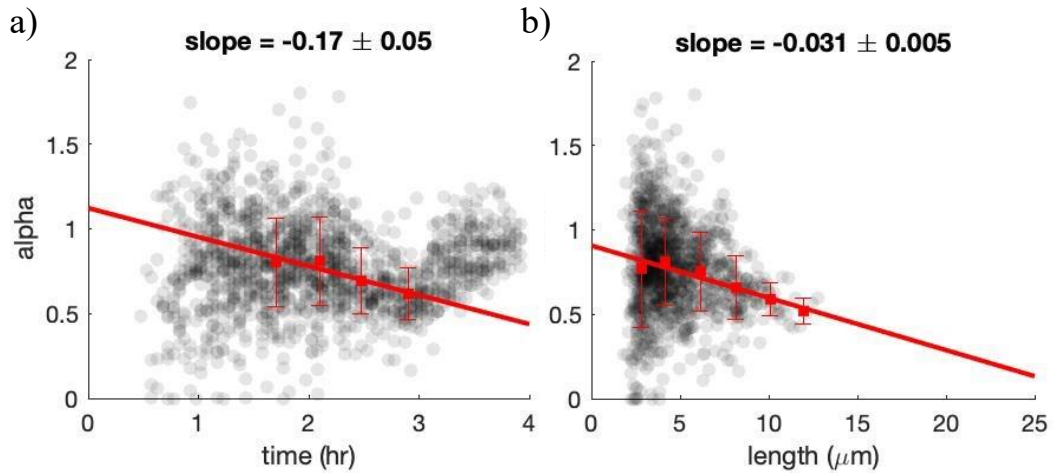 a)
slope = -0.17 ± 0.05
2
1.5
1
0.5
0
alpha
0 1 2 3 4
time (hr)
b)
slope = -0.031 ± 0.005
2
1.5
1
0.5
0
0 5 10 15 20 25
length (μm)